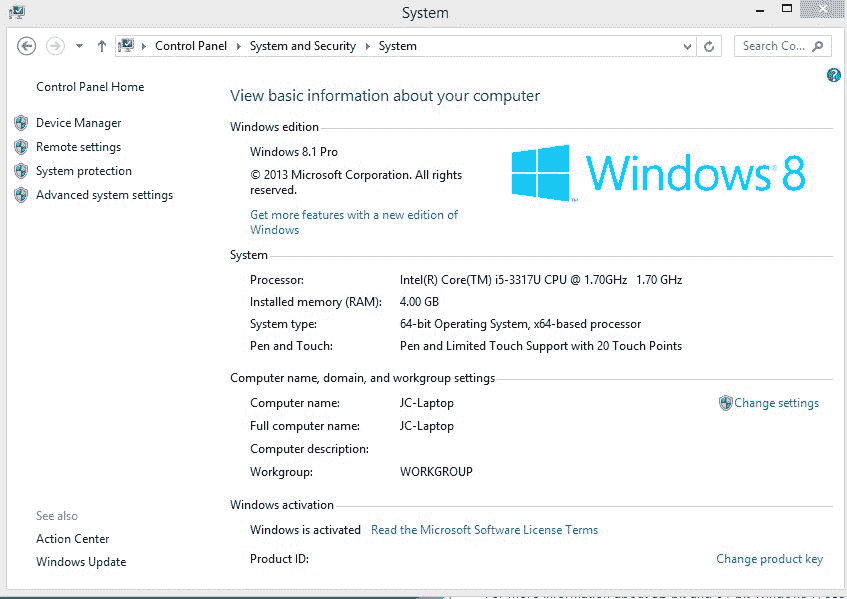 System
Control Panel
System and Security
System
Search Co...
Control Panel Home
Device Manager
Remote settings
System protection
Advanced system settings
View basic information about your computer
Windows edition
Windows 8.1 Pro
© 2013 Microsoft Corporation. All rights
reserved.
Get more features with a new edition of
Windows
Windows 8
System
Processor: Intel(R) Core(TM) i5-3317U CPU @ 1.70GHz 1.70 GHz
Installed memory (RAM): 4.00 GB
System type: 64-bit Operating System, x64-based processor
Pen and Touch: Pen and Limited Touch Support with 20 Touch Points
Computer name, domain, and workgroup settings
Computer name: JC-Laptop
Change settings
Full computer name: JC-Laptop
Computer description:
Workgroup: WORKGROUP
Windows activation
Windows is activated Read the Microsoft Software License Terms
Product ID:
Change product key
See also
Action Center
Windows Update